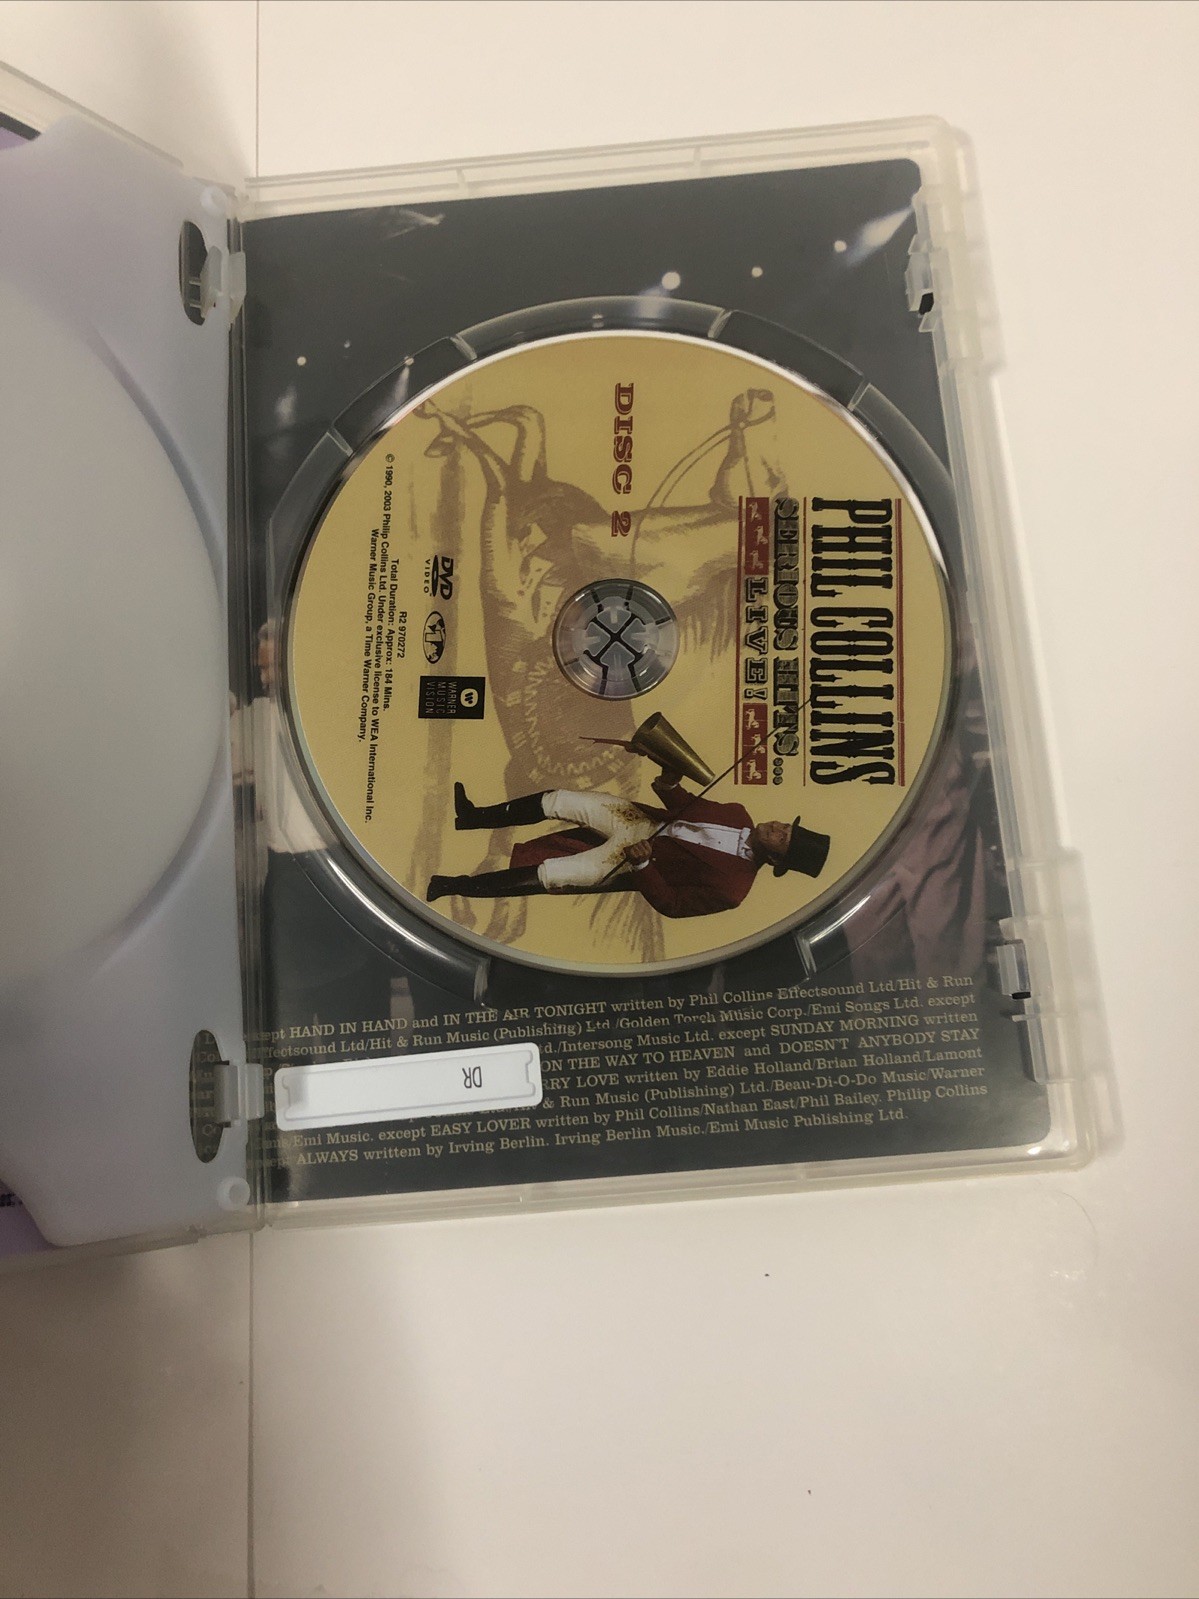 PHIL COLLINS
SERIOUS HITS...
LIVE!
DISC 2
DVD
VIDEO
WARNER
MUSIC
VISION
R2 970272
Total Duration: Approx: 184 Mins.
© 1990, 2003 Philip Collins Ltd. Under exclusive license to WEA International Inc.
Warner Music Group, a Time Warner Company.
HAND IN HAND and IN THE AIR TONIGHT written by Phil Collins Effectsound Ltd/Hit & Run
Effectsound Ltd/Hit & Run Music (Publishing) Ltd /Golden Torch Music Corp./Emi Songs Ltd. except
Ltd./Intersong Music Ltd. except SUNDAY MORNING written
ON THE WAY TO HEAVEN and DOESN'T ANYBODY STAY
RRY LOVE written by Eddie Holland/Brian Holland/Lamont
& Run Music (Publishing) Ltd./Beau-Di-O-Do Music/Warner
/Emi Music. except EASY LOVER written by Phil Collins/Nathan East/Phil Bailey. Philip Collins
ALWAYS writtem by Irving Berlin. Irving Berlin Music./Emi Music Publishing Ltd.
DR